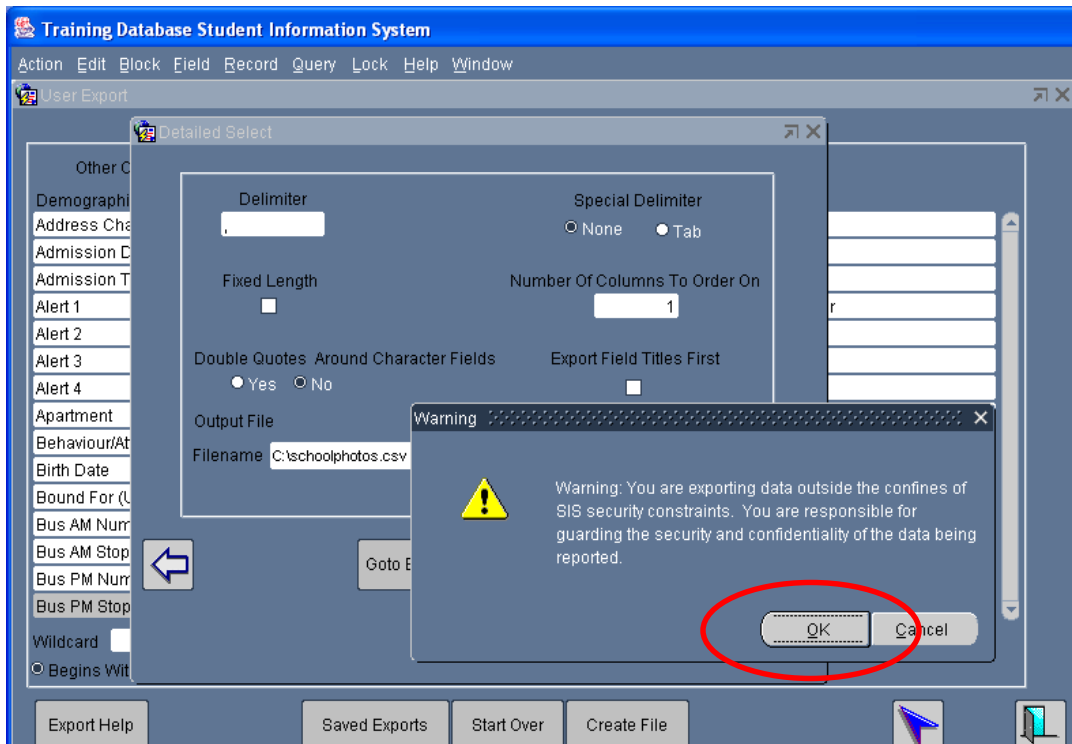 Training Database Student Information System
Action Edit Block Field Record Query Lock Help Window
User Export
Detailed Select
Other
Demographi
Address Cha
Admission D
Admission T
Alert 1
Alert 2
Alert 3
Alert 4
Apartment
Behaviour/At
Birth Date
Bound For (U
Bus AM Num
Bus AM Stop
Bus PM Num
Bus PM Stop
Wildcard
Begins Wit
Delimiter
,
Special Delimiter
None Tab
Fixed Length
Number Of Columns To Order On
1
Double Quotes Around Character Fields
Yes No
Export Field Titles First
Output File
Filename C:\schoolphotos.csv
Goto E
r
Warning
Warning: You are exporting data outside the confines of
SIS security constraints. You are responsible for
guarding the security and confidentiality of the data being
reported.
OK Cancel
Export Help Saved Exports Start Over Create File